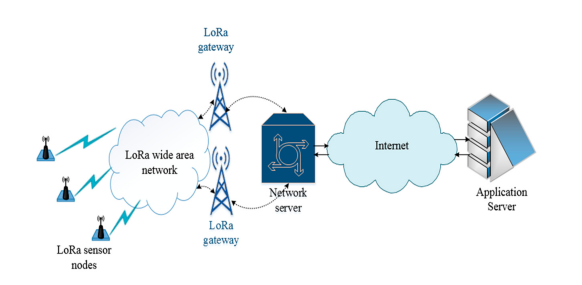 LoRa
gateway
LoRa wide area
network
LoRa sensor
nodes
LoRa
gateway
Network
server
Internet
Application
Server